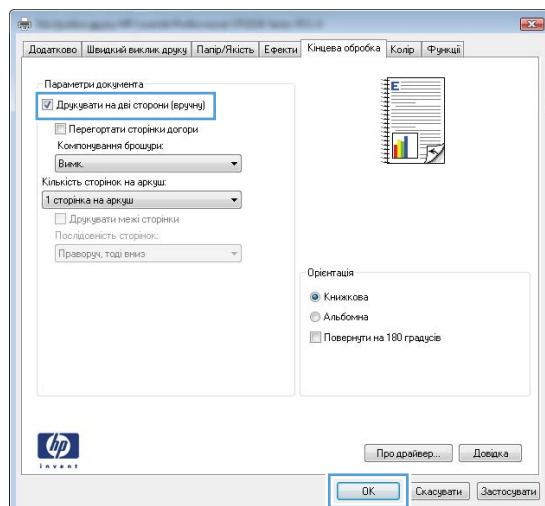 Додатково
Швидкий виклик друку
Папір/Якість
Ефекти
Кінцева обробка
Колір
Функції
Параметри документа
Друкувати на дві сторони (вручну)
Перегортати сторінки догори
Компонування брошури:
Вимк.
Кількість сторінок на аркуш:
1 сторінка на аркуш
Друкувати межі сторінки
Послідовність сторінок:
Праворуч, тоді вниз
E
Орієнтація
Книжкова
Альбомна
Повернути на 180 градусів
hp
invent
Про драйвер...
Довідка
OK
Скасувати
Застосувати